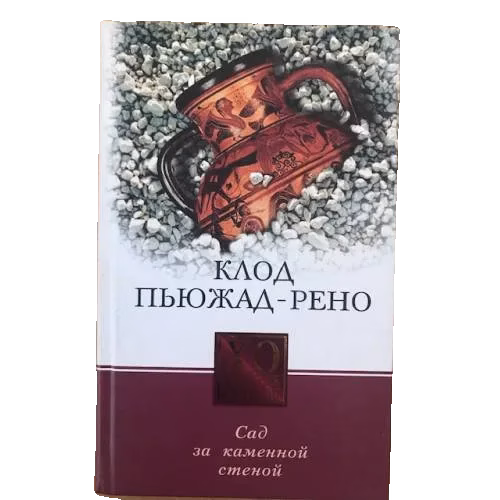 КЛОД
ПЬЮЖАД-РЕНО
Сад
за каменной
стеной